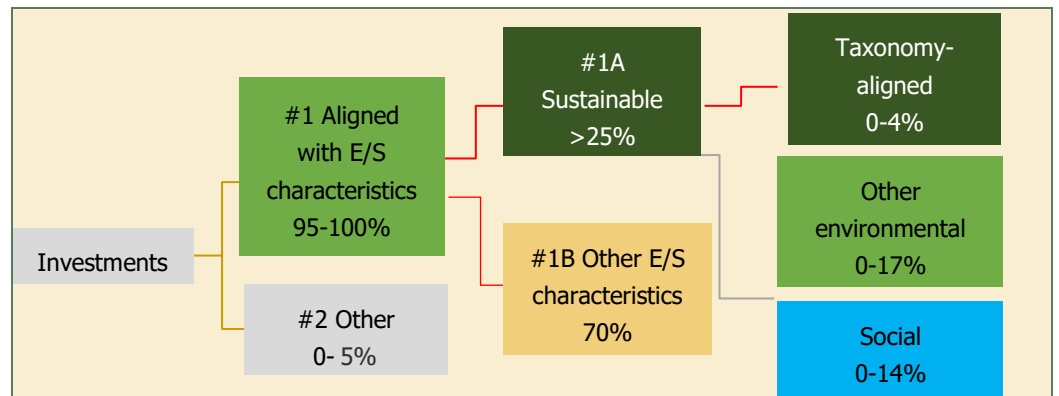 Investments
#1 Aligned
with E/S
characteristics
95-100%
#2 Other
0- 5%
#1A
Sustainable
>25%
#1B Other E/S
characteristics
70%
Taxonomy-
aligned
0-4%
Other
environmental
0-17%
Social
0-14%